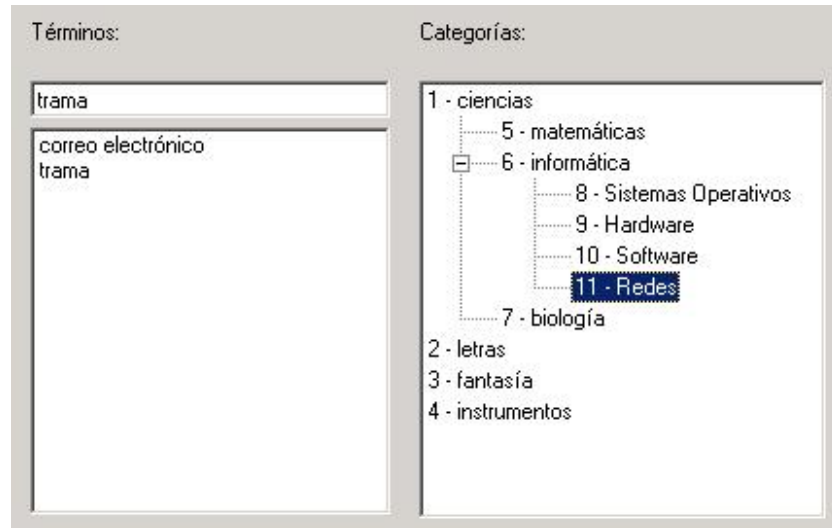 Términos:
trama
correo electrónico
trama
Categorías:
1 - ciencias
5 - matemáticas
6 - informática
8 - Sistemas Operativos
9 - Hardware
10 - Software
11 - Redes
7 - biología
2 - letras
3 - fantasía
4 - instrumentos